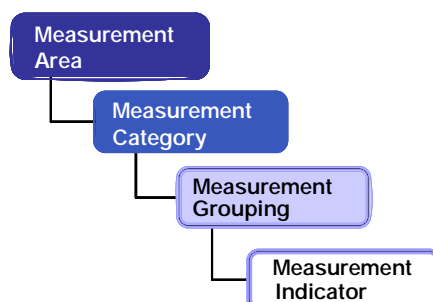 Measurement
Area
Measurement
Category
Measurement
Grouping
Measurement
Indicator